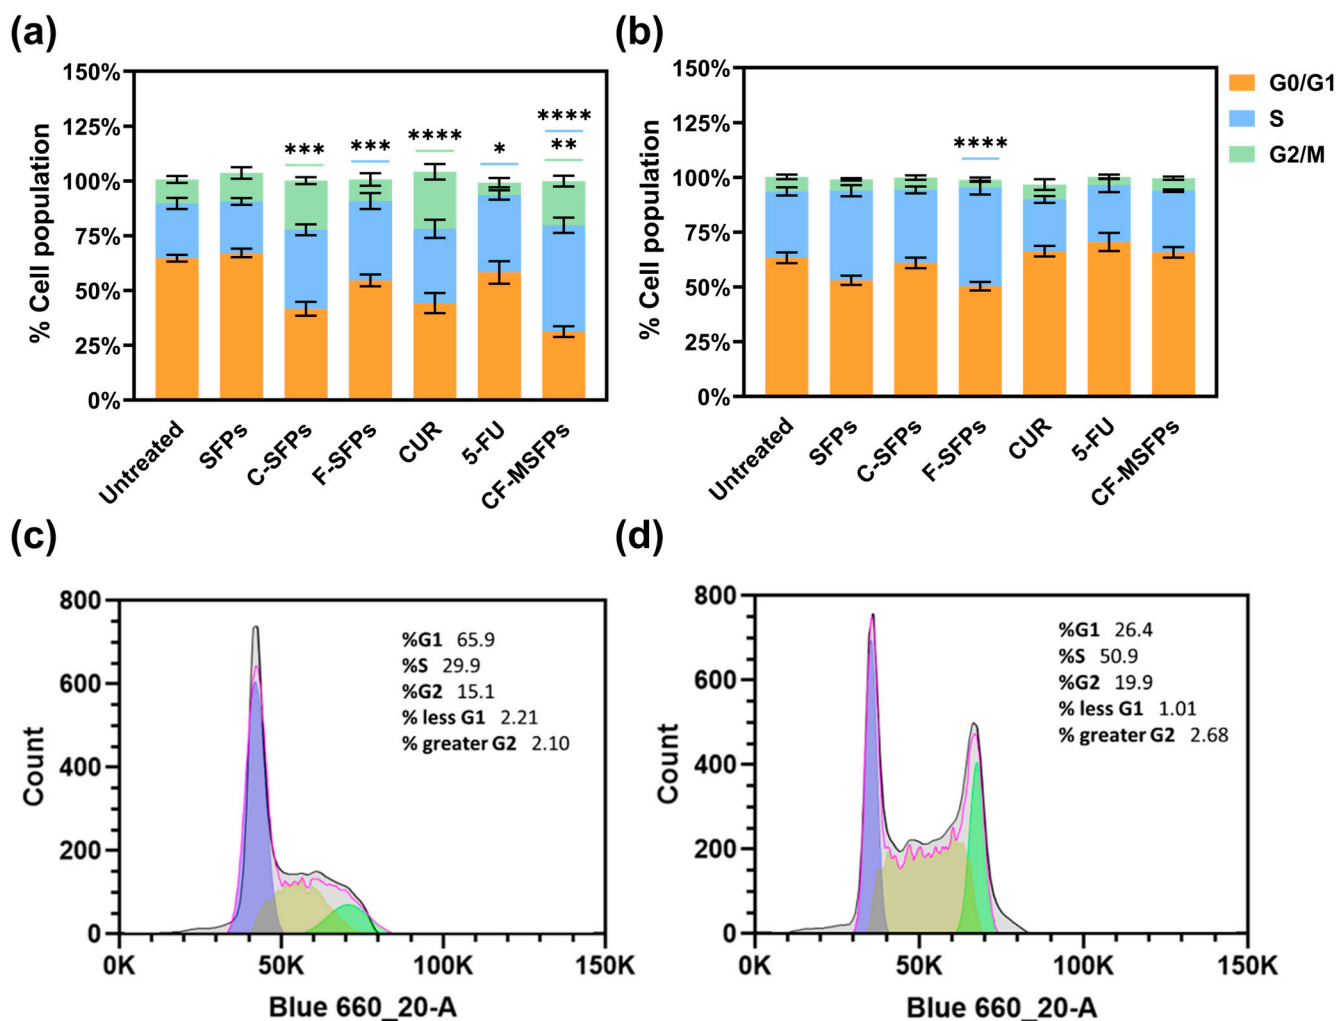 (a)
(b)
150%
125%
100%
75%
50%
25%
0%
% Cell population
***
***
****
*
****
**
Untreated
SFPs
C-SFPs
F-SFPs
CUR
5-FU
CF-MSFPs
150%
125%
100%
75%
50%
25%
0%
% Cell population
****
Untreated
SFPs
C-SFPs
F-SFPs
CUR
5-FU
CF-MSFPs
G0/G1
S
G2/M
(c)
(d)
800
600
400
200
0
Count
%G1 65.9
%S 29.9
%G2 15.1
% less G1 2.21
% greater G2 2.10
0K
50K
100K
150K
Blue 660_20-A
800
600
400
200
0
Count
%G1 26.4
%S 50.9
%G2 19.9
% less G1 1.01
% greater G2 2.68
0K
50K
100K
150K
Blue 660_20-A